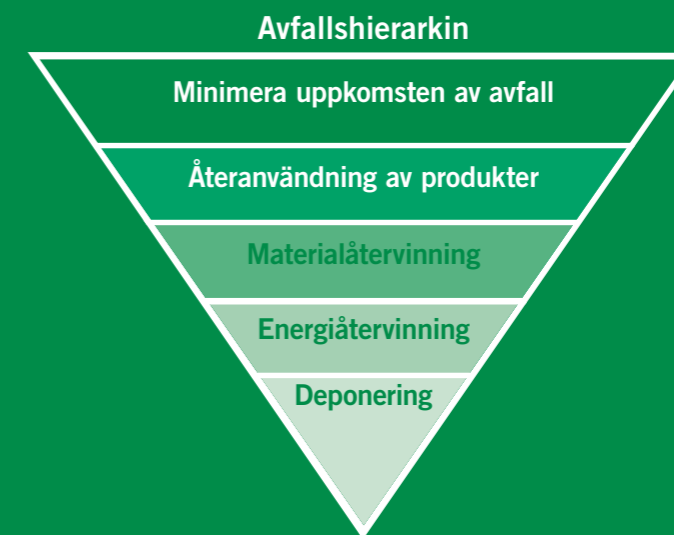 Avfallshierarkin
Minimera uppkomsten av avfall
Återanvändning av produkter
Materialåtervinning
Energiåtervinning
Deponering